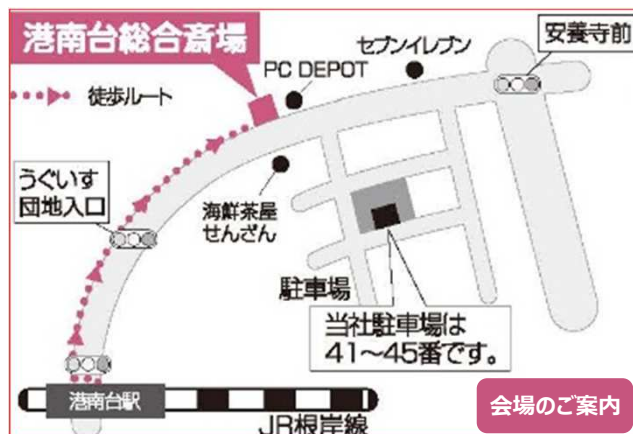 港南台総合斎場
徒歩ルート
PC DEPOT
セブンイレブン
安養寺前
うぐいす
団地入口
海鮮茶屋
せんざん
駐車場
当社駐車場は
41〜45番です。
港南台駅
JR根岸線
会場のご案内